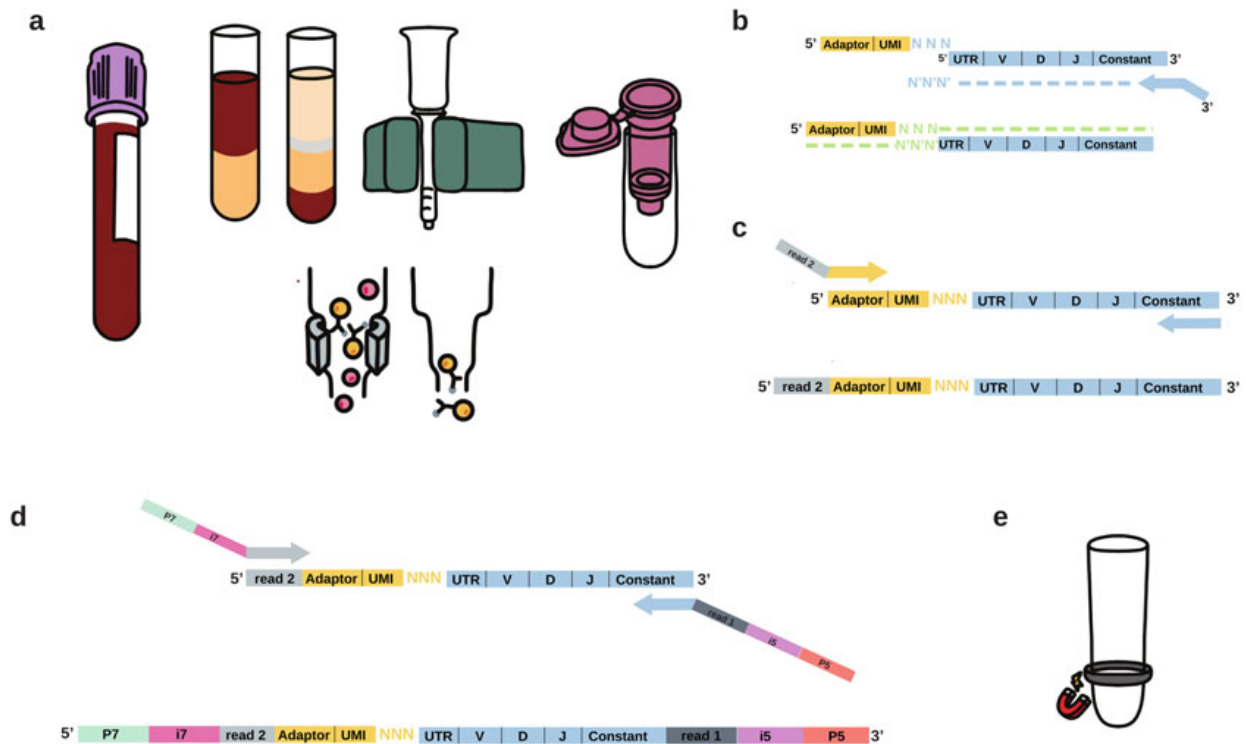 a
b
5' Adaptor UMI N N N
5' UTR V D J Constant 3'
N'N'N'
3'
Adaptor UMI N N N
N'N'N' UTR V D J Constant
c
read 2
5' Adaptor UMI NNN UTR V D J Constant 3'
5' read 2 Adaptor UMI NNN UTR V D J Constant 3'
d
P7 i7
5' read 2 Adaptor UMI NNN UTR V D J Constant 3'
read 1 i5 P5
5' P7 i7 read 2 Adaptor UMI NNN UTR V D J Constant read 1 i5 P5 3'
e